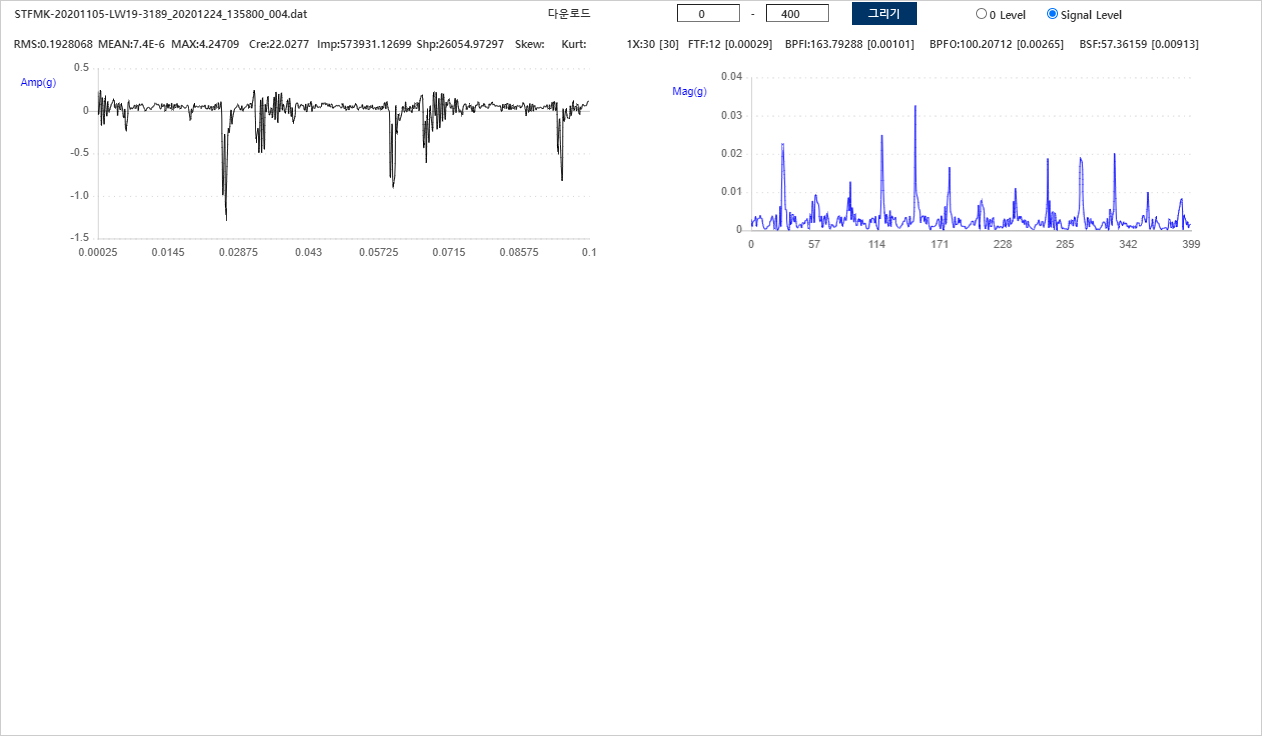 STFMK-20201105-LW19-3189_20201224_135800_004.dat 다운로드 0 - 400 그리기 0 Level Signal Level
RMS:0.1928068 MEAN:7.4E-6 MAX:4.24709 Cre:22.0277 Imp:573931.12699 Shp:26054.97297 Skew: Kurt: 1X:30 [30] FTF:12 [0.00029] BPFI:163.79288 [0.00101] BPFO:100.20712 [0.00265] BSF:57.36159 [0.00913]
Amp(g)
0.5
0
-0.5
-1.0
-1.5
0.00025 0.0145 0.02875 0.043 0.05725 0.0715 0.08575 0.1
Mag(g)
0.04
0.03
0.02
0.01
0
0 57 114 171 228 285 342 399